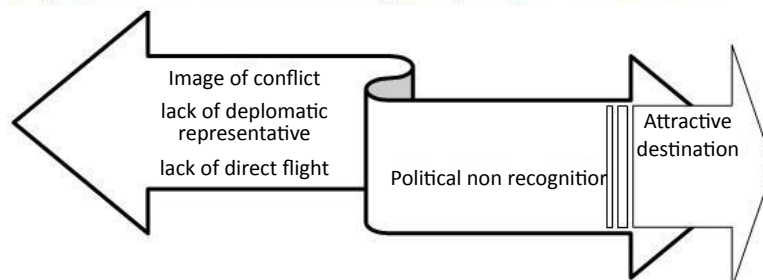 Image of conflict
lack of deplomatic
representative
lack of direct flight
Political non recognition
Attractive
destination